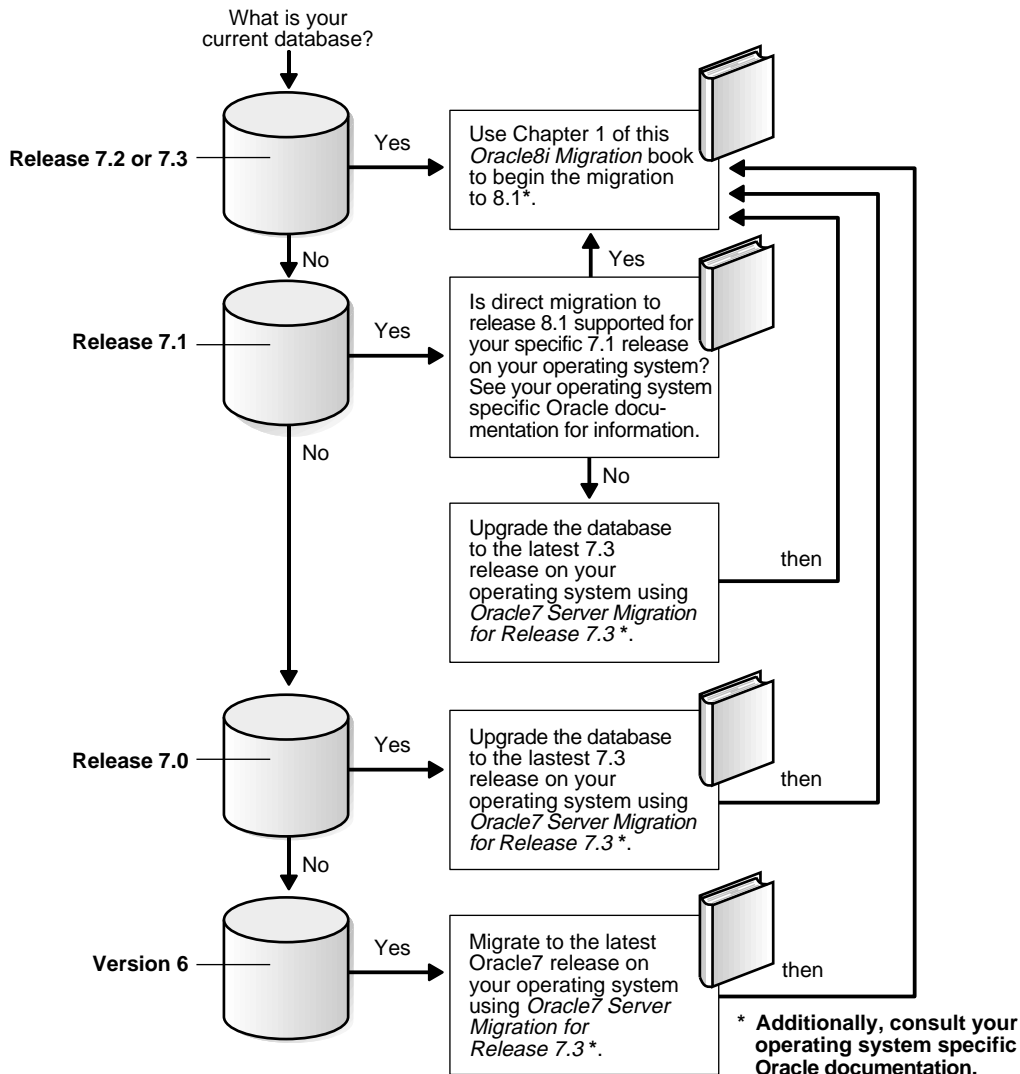 What is your
current database?
Release 7.2 or 7.3
Yes
Use Chapter 1 of this
Oracle8i Migration book
to begin the migration
to 8.1*.
No
Yes
Release 7.1
Yes
Is direct migration to
release 8.1 supported for
your specific 7.1 release
on your operating system?
See your operating system
specific Oracle docu-
mentation for information.
No
No
Upgrade the database
to the latest 7.3
release on your
operating system using
Oracle7 Server Migration
for Release 7.3 *.
then
Release 7.0
Yes
Upgrade the database
to the lastest 7.3
release on your
operating system using
Oracle7 Server Migration
for Release 7.3 *.
then
No
Version 6
Yes
Migrate to the latest
Oracle7 release on
your operating system
using Oracle7 Server
Migration for
Release 7.3 *.
then
* Additionally, consult your
operating system specific
Oracle documentation.